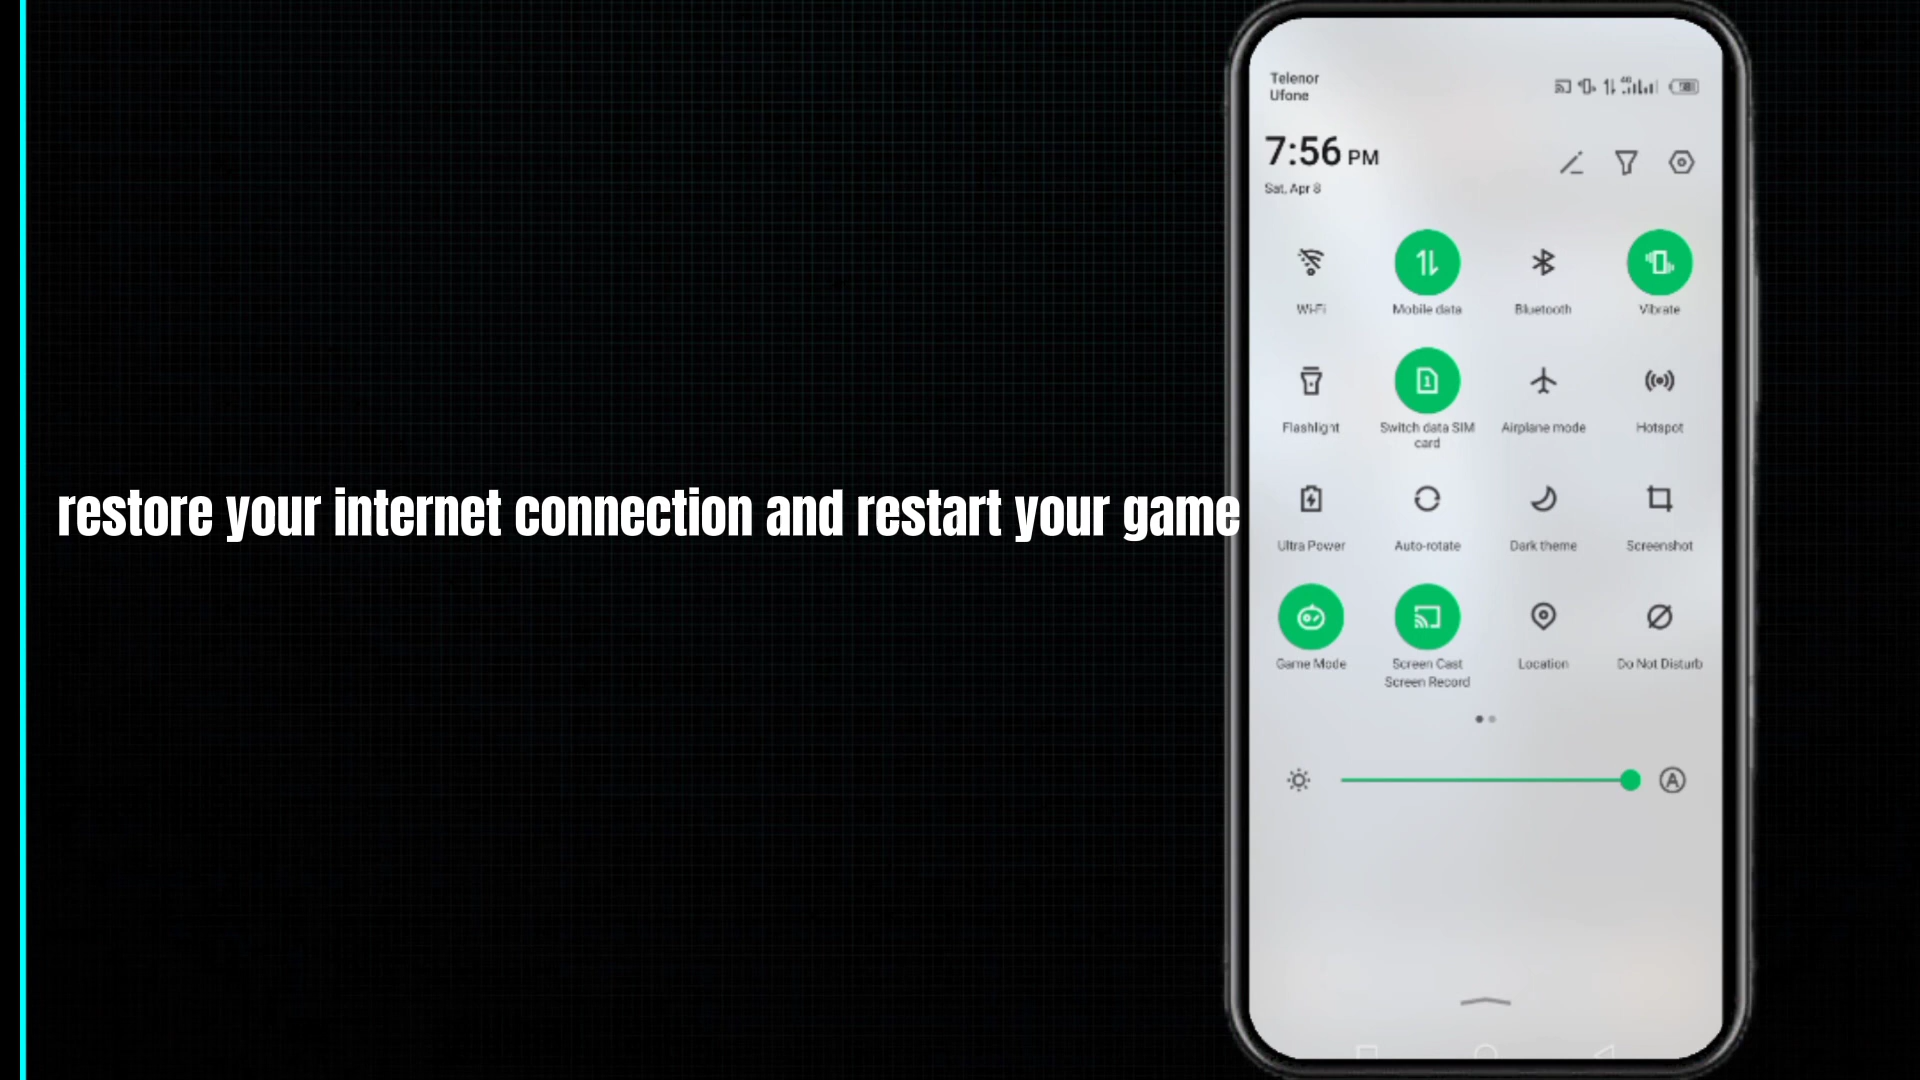 restore your internet connection and restart your game
Telenor
Ufone
7:56 PM
Sat, Apr 8
Wi-Fi
Mobile data
Bluetooth
Vibrate
Flashlight
Switch data SIM
card
Airplane mode
Hotspot
Ultra Power
Auto-rotate
Dark theme
Screenshot
Game Mode
Screen Cast
Screen Record
Location
Do Not Disturb